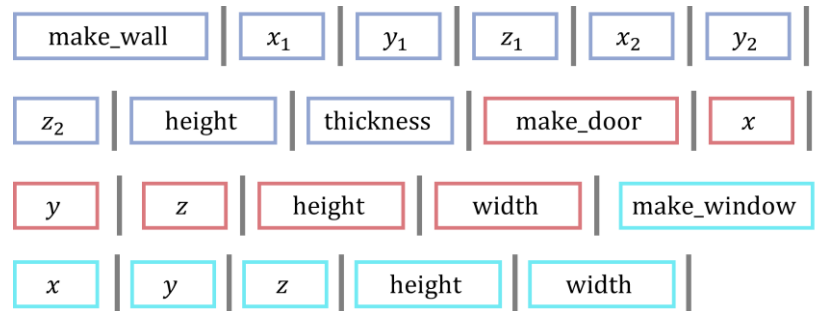 make_wall x₁ y₁ z₁ x₂ y₂
z₂ height thickness make_door x
y z height width make_window
x y z height width